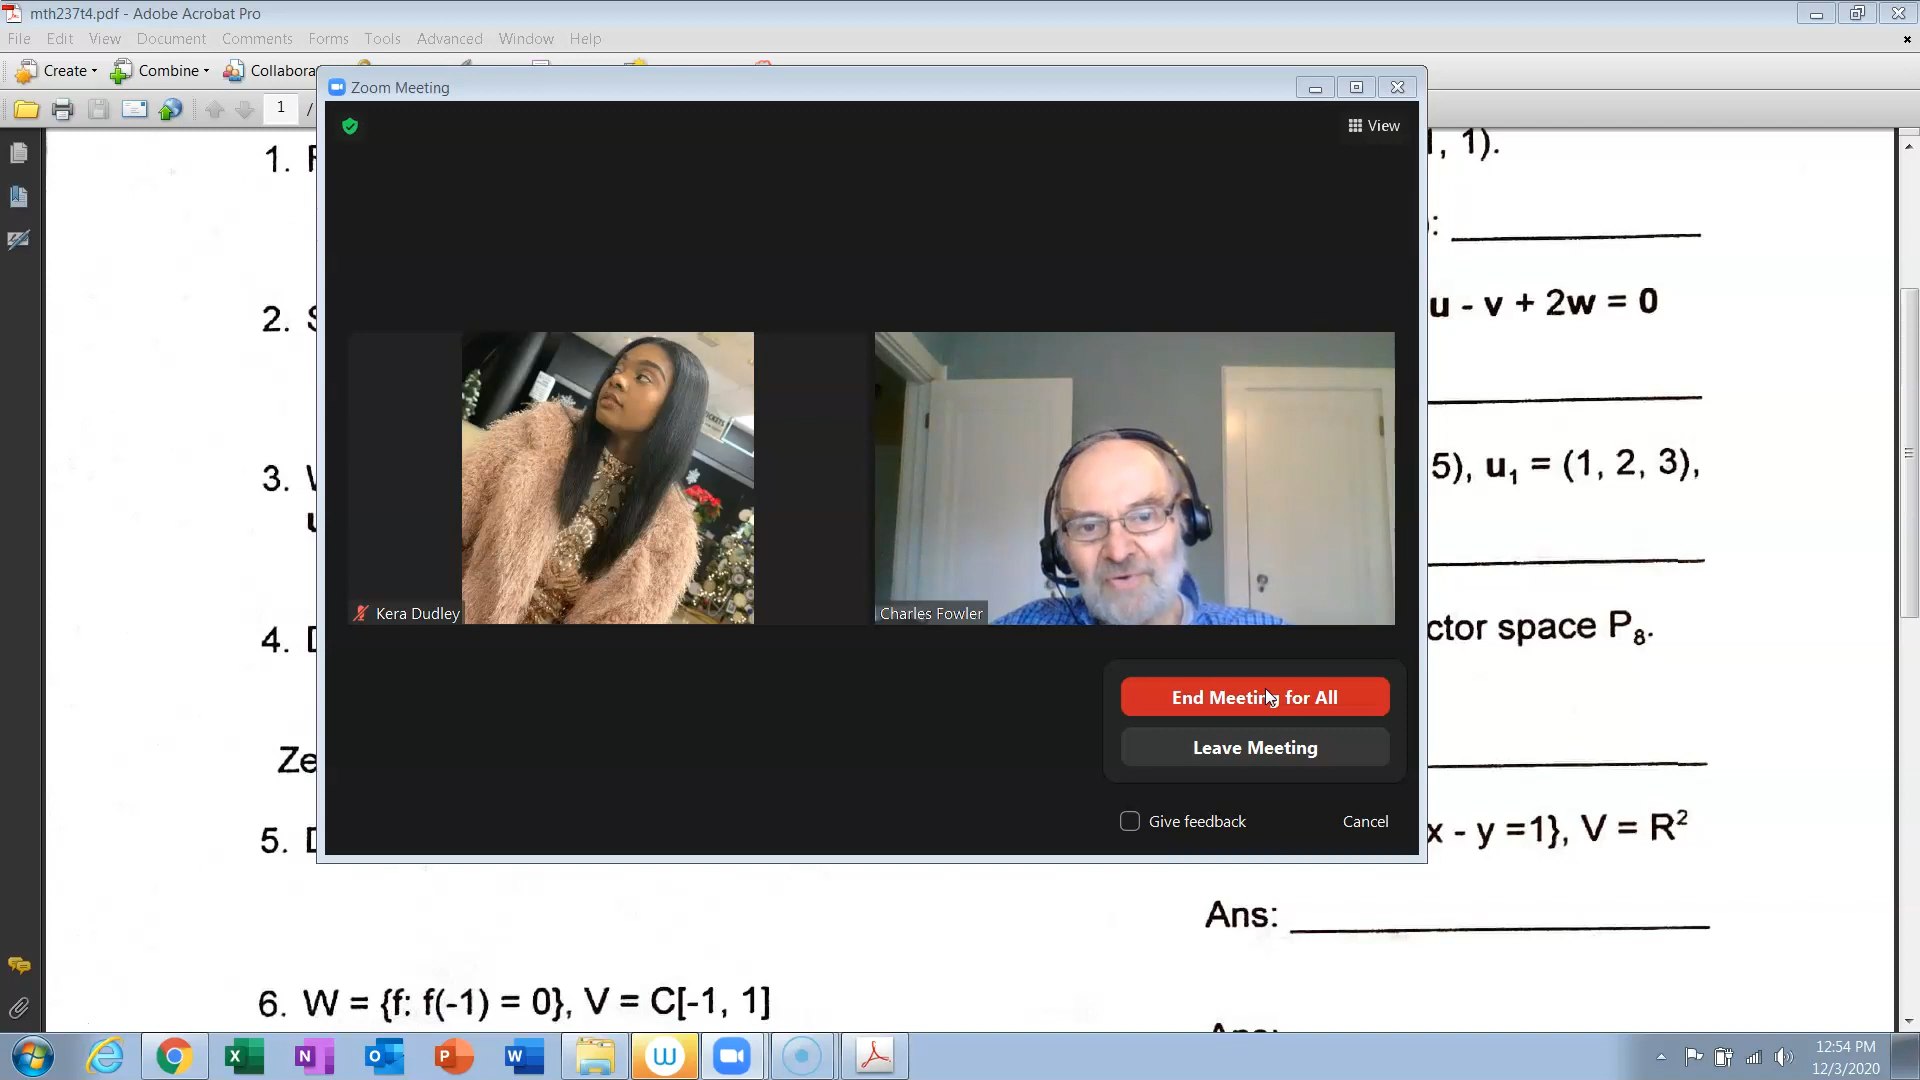 mth237t4.pdf - Adobe Acrobat Pro
File Edit View Document Comments Forms Tools Advanced Window Help
Create Combine Collabora
1 /
Zoom Meeting
View
1. F
, 1).
:
2. S
u - v + 2w = 0
3.
5), u₁ = (1, 2, 3),
Kera Dudley
Charles Fowler
4. D
ctor space P₈.
End Meeting for All
Leave Meeting
Ze
Give feedback
Cancel
5. D
x - y =1}, V = R²
Ans:
6. W = {f: f(-1) = 0}, V = C[-1, 1]
12:54 PM
12/3/2020